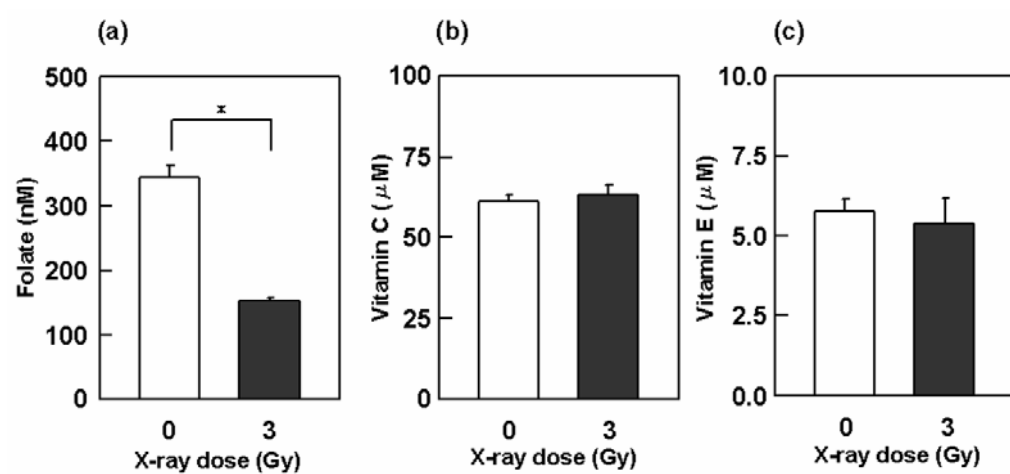 (a)
500
400
300
200
100
0
Folate (nM)
*
0 3
X-ray dose (Gy)
(b)
100
75
50
25
0
Vitamin C (μM)
0 3
X-ray dose (Gy)
(c)
10.0
7.5
5.0
2.5
0.0
Vitamin E (μM)
0 3
X-ray dose (Gy)